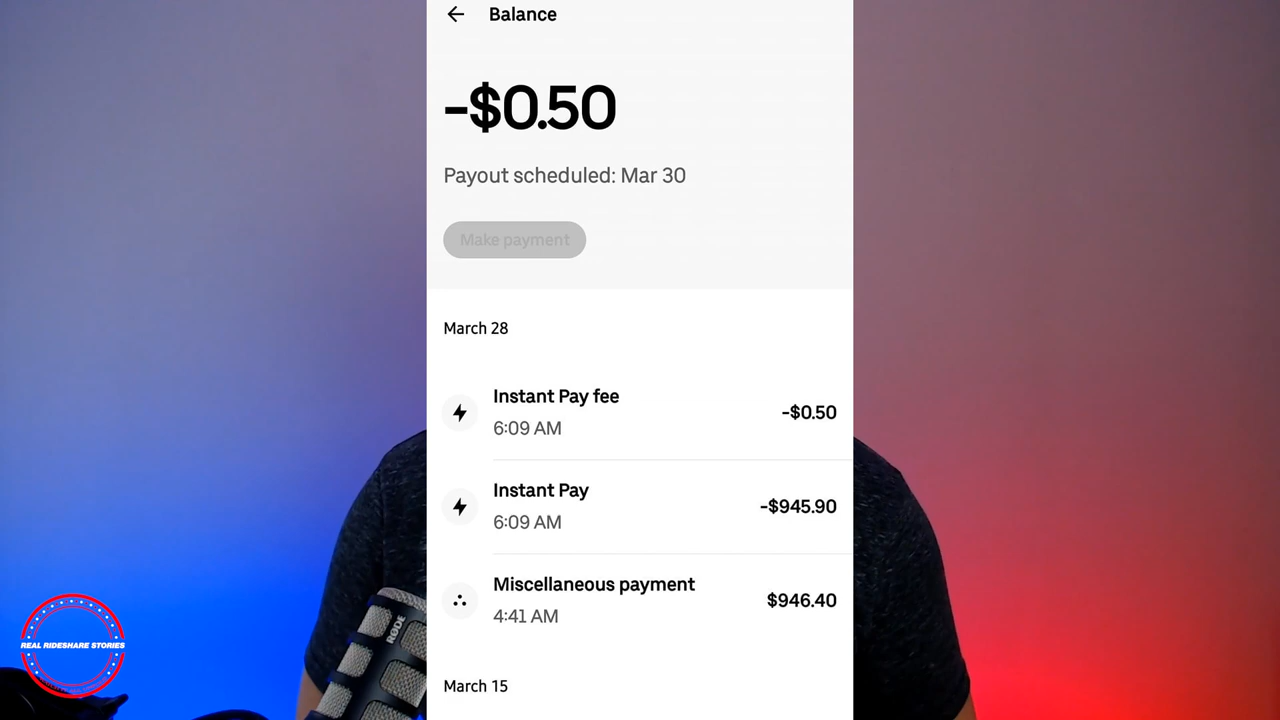 Balance
-$0.50
Payout scheduled: Mar 30
Make payment
March 28
Instant Pay fee
-$0.50
6:09 AM
Instant Pay
-$945.90
6:09 AM
Miscellaneous payment
$946.40
4:41 AM
March 15
RØDE
REAL RIDESHARE STORIES